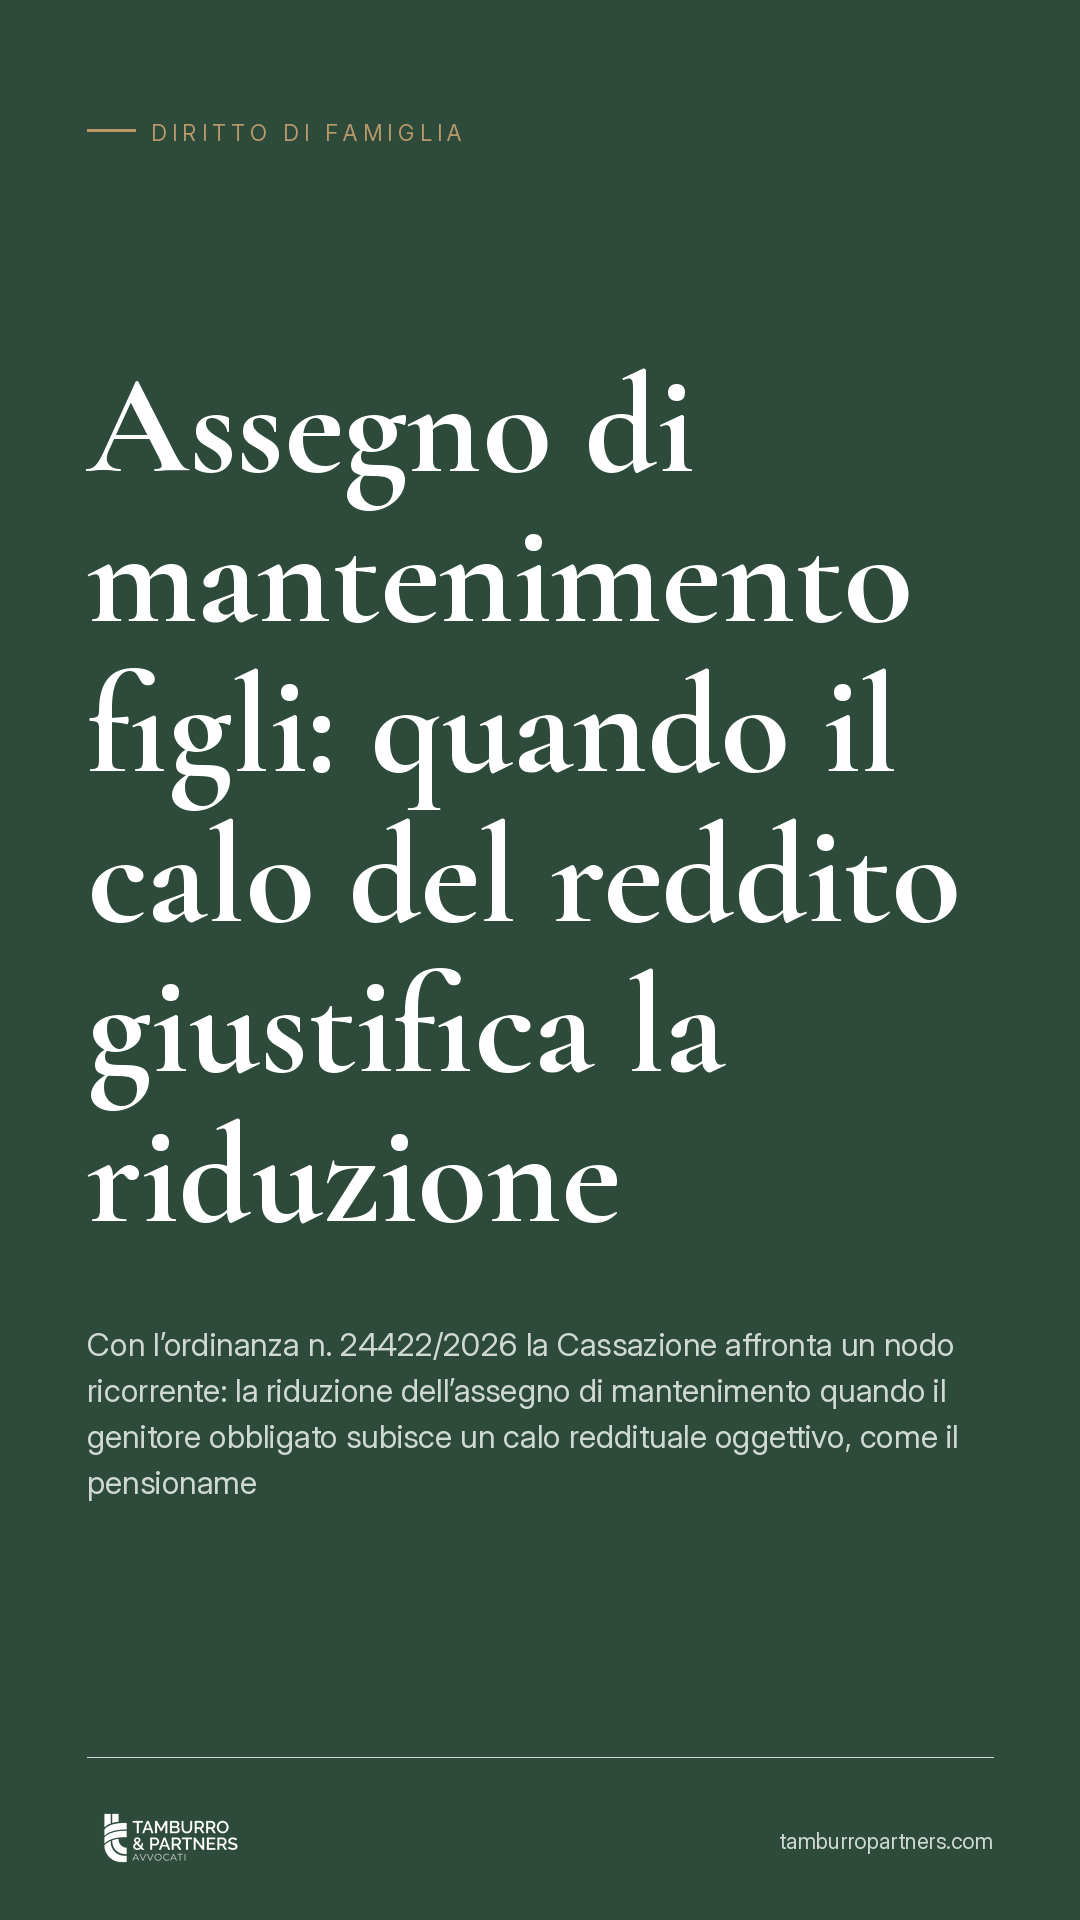 DIRITTO DI FAMIGLIA
Assegno di
mantenimento
figli: quando il
calo del reddito
giustifica la
riduzione
Con l’ordinanza n. 24422/2026 la Cassazione affronta un nodo
ricorrente: la riduzione dell’assegno di mantenimento quando il
genitore obbligato subisce un calo reddituale oggettivo, come il
pensioname
TAMBURRO
& PARTNERS
AVVOCATI
tamburropartners.com